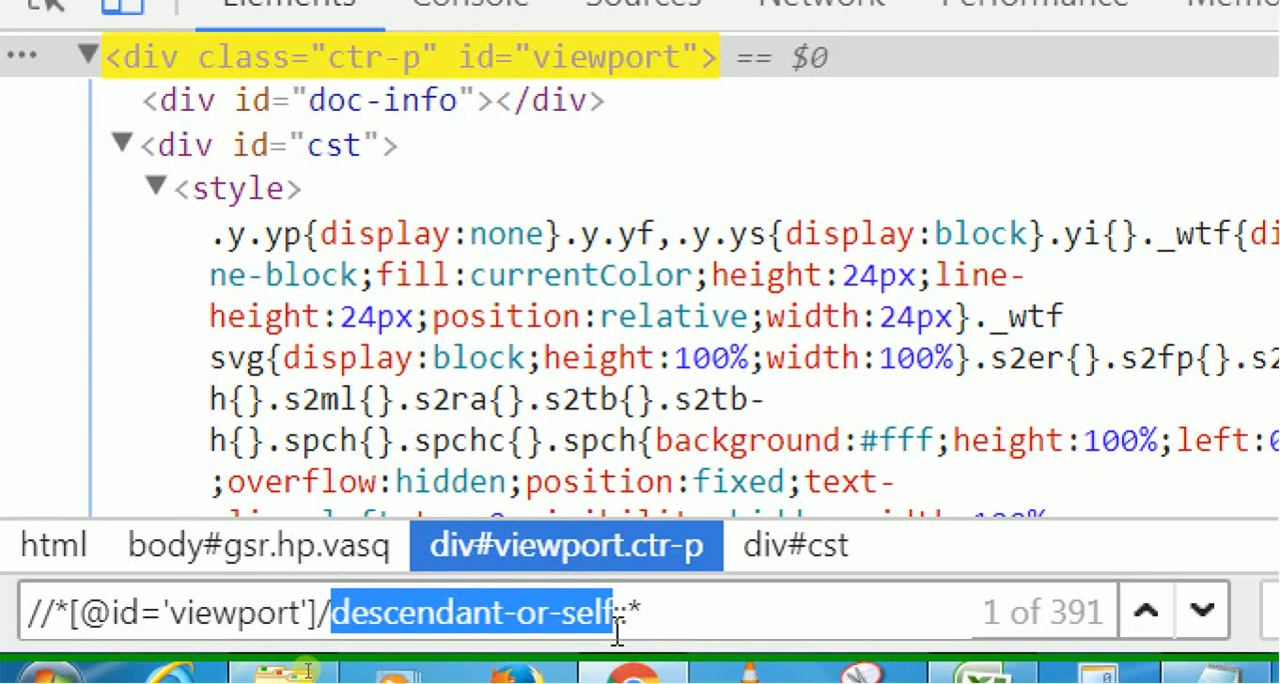 Elements Console Sources Network Performance Memo
... ▼<div class="ctr-p" id="viewport"> == $0
<div id="doc-info"></div>
▼<div id="cst">
▼<style>
.y.yp{display:none}.y.yf,.y.ys{display:block}.yi{}._wtf{di
ne-block;fill:currentColor;height:24px;line-
height:24px;position:relative;width:24px}._wtf
svg{display:block;height:100%;width:100%}.s2er{}.s2fp{}.s2
h{}.s2ml{}.s2ra{}.s2tb{}.s2tb-
h{}.spch{}.spchc{}.spch{background:#fff;height:100%;left:0
;overflow:hidden;position:fixed;text-
html body#gsr.hp.vasq div#viewport.ctr-p div#cst
//*[@id='viewport']/descendant-or-self::* 1 of 391